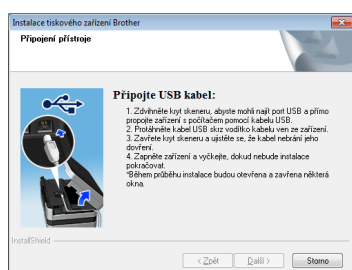 Instalace tiskového zařízení Brother
Připojení přístroje
Připojte USB kabel:
1. Zdvihněte kryt skeneru, abyste mohli najít port USB a přímo
propojte zařízení s počítačem pomocí kabelu USB.
2. Protáhněte kabel USB skrz vodítko kabelu ven ze zařízení.
3. Zavřete kryt skeneru a ujistěte se, že kabel nebrání jeho
dovření.
4. Zapněte zařízení a vyčkejte, dokud nebude instalace
pokračovat.
*Během průběhu instalace budou otevřena a zavřena některá
okna.
InstallShield
< Zpět
Další >
Storno